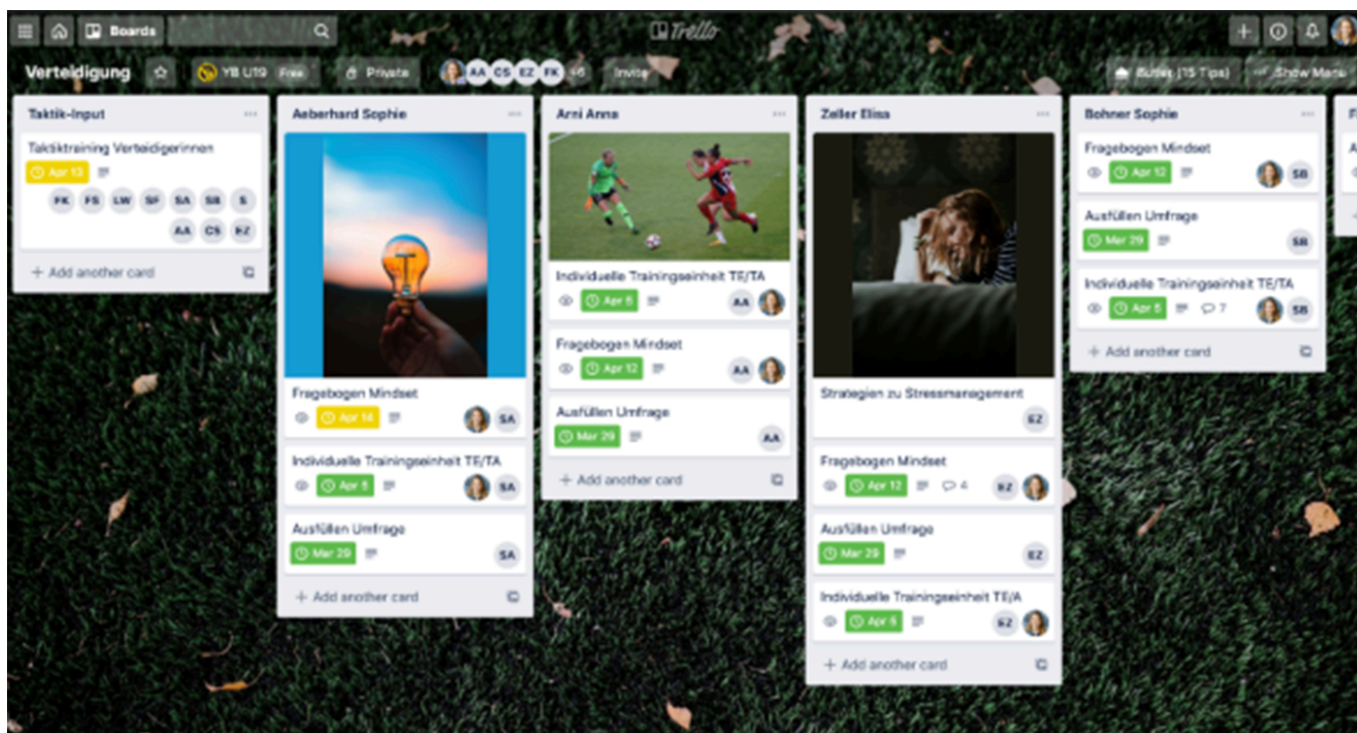 Boards
Trello
Verteidigung
YB U19 Free
Private
AA CS EZ FK +6
Invite
Butler (15 Tips)
Show Menu
Taktik-Input
Taktiktraining Verteidigerinnen
Apr 13
FK FS LW SF SA SB S
AA CS EZ
+ Add another card
Aeberhard Sophie
Fragebogen Mindset
Apr 14
SA
Individuelle Trainingseinheit TE/TA
Apr 5
SA
Ausfüllen Umfrage
Mar 29
SA
+ Add another card
Arni Anna
Individuelle Trainingseinheit TE/TA
Apr 5
AA
Fragebogen Mindset
Apr 12
AA
Ausfüllen Umfrage
Mar 29
AA
+ Add another card
Zeller Elisa
Strategien zu Stressmanagement
EZ
Fragebogen Mindset
Apr 12 4 EZ
Ausfüllen Umfrage
Mar 29
EZ
Individuelle Trainingseinheit TE/A
Apr 5
EZ
+ Add another card
Bohner Sophie
Fragebogen Mindset
Apr 12
SB
Ausfüllen Umfrage
Mar 29
SB
Individuelle Trainingseinheit TE/TA
Apr 5 7 SB
+ Add another card